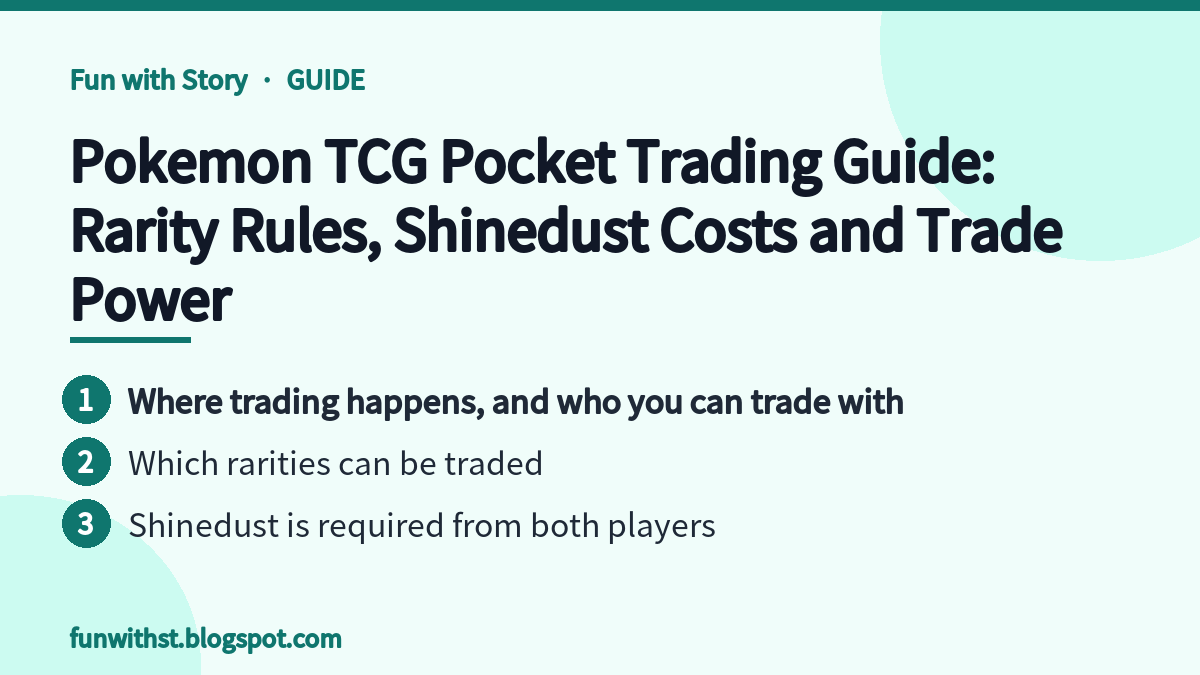 Fun with Story · GUIDE
Pokemon TCG Pocket Trading Guide:
Rarity Rules, Shinedust Costs and Trade
Power
1 Where trading happens, and who you can trade with
2 Which rarities can be traded
3 Shinedust is required from both players
funwithst.blogspot.com